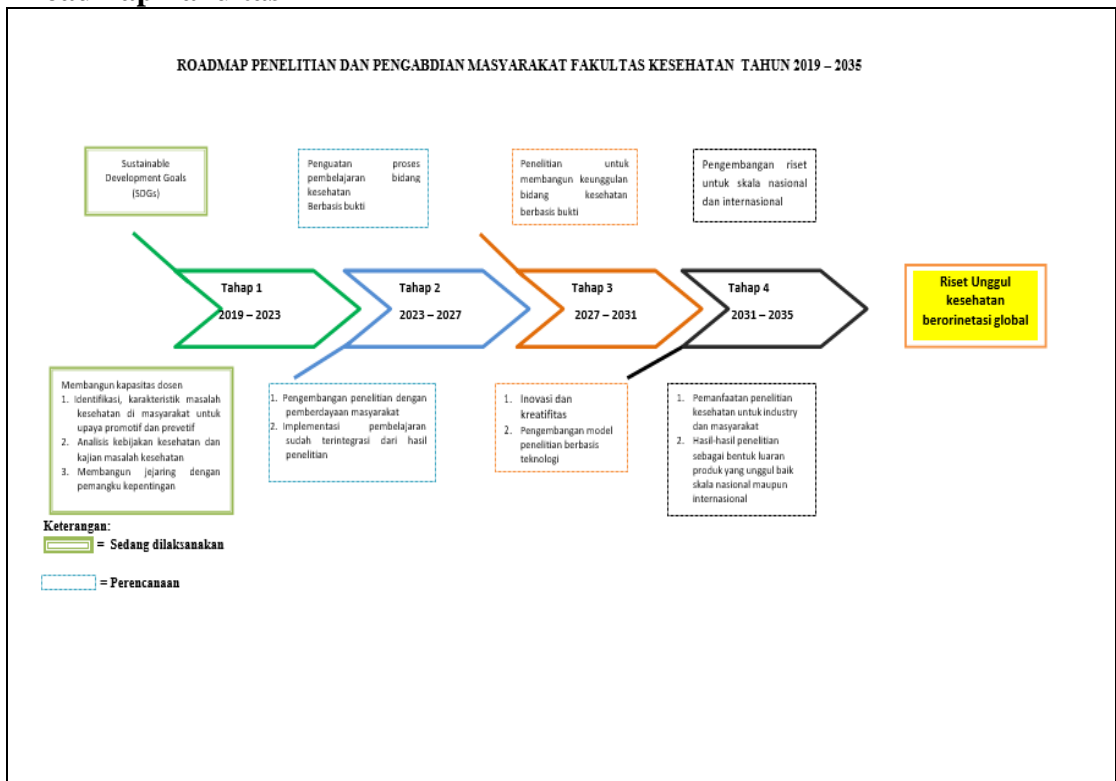 ROADMAP PENELITIAN DAN PENGABDIAN MASYARAKAT FAKULTAS KESEHATAN TAHUN 2019 – 2035
Sustainable
Development Goals
(SDGs)
Penguatan proses
pembelajaran bidang
kesehatan
Berbasis bukti
Penelitian untuk
membangun keunggulan
bidang kesehatan
berbasis bukti
Pengembangan riset
untuk skala nasional
dan internasional
Tahap 1
2019 – 2023
Tahap 2
2023 – 2027
Tahap 3
2027 – 2031
Tahap 4
2031 – 2035
Riset Unggul
kesehatan
berorinetasi global
Membangun kapasitas dosen
1. Identifikasi, karakteristik masalah
kesehatan di masyarakat untuk
upaya promotif dan prevetif
2. Analisis kebijakan kesehatan dan
kajian masalah kesehatan
3. Membangun jejaring dengan
pemangku kepentingan
1. Pengembangan penelitian dengan
pemberdayaan masyarakat
2. Implementasi pembelajaran
sudah terintegrasi dari hasil
penelitian
1. Inovasi dan
kreatifitas
2. Pengembangan model
penelitian berbasis
teknologi
1. Pemanfaatan penelitian
kesehatan untuk industry
dan masyarakat
2. Hasil-hasil penelitian
sebagai bentuk luaran
produk yang unggul baik
skala nasional maupun
internasional
Keterangan:
= Sedang dilaksanakan
= Perencanaan